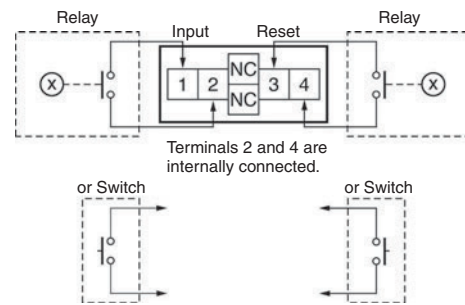 Relay
Input
Reset
Relay
X
1
2
NC
NC
3
4
X
Terminals 2 and 4 are
internally connected.
or Switch
or Switch